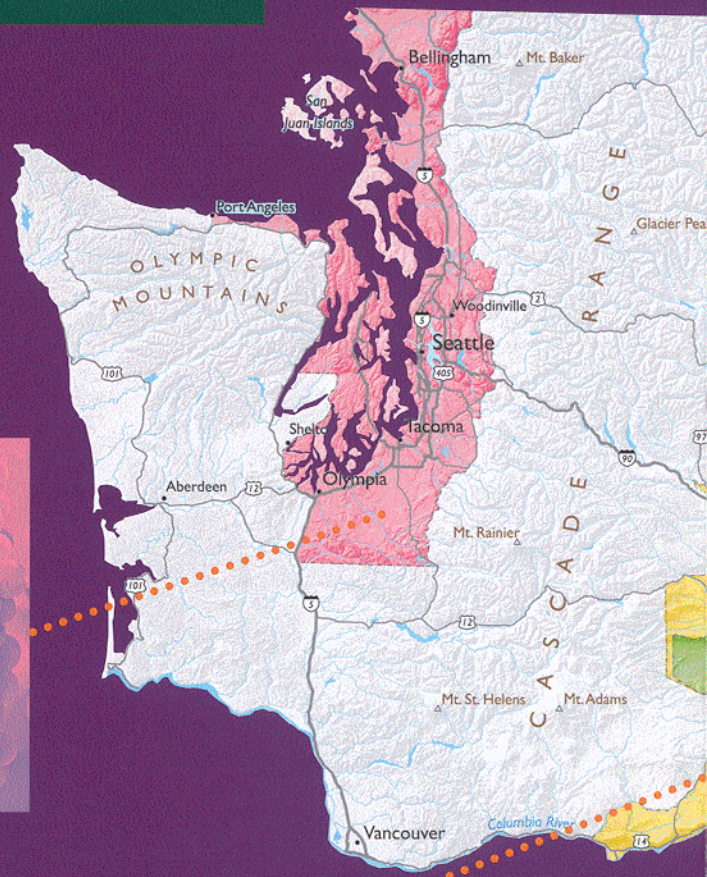 Bellingham
Mt. Baker
San
Juan Islands
5
Port Angeles
RANGE
Glacier Pea
OLYMPIC
MOUNTAINS
Woodinville
2
5
Seattle
405
101
Shelto
Tacoma
97
90
Olympia
Aberdeen
12
Mt. Rainier
CASCADE
101
5
12
Mt. St. Helens
Mt. Adams
Columbia River
Vancouver
14